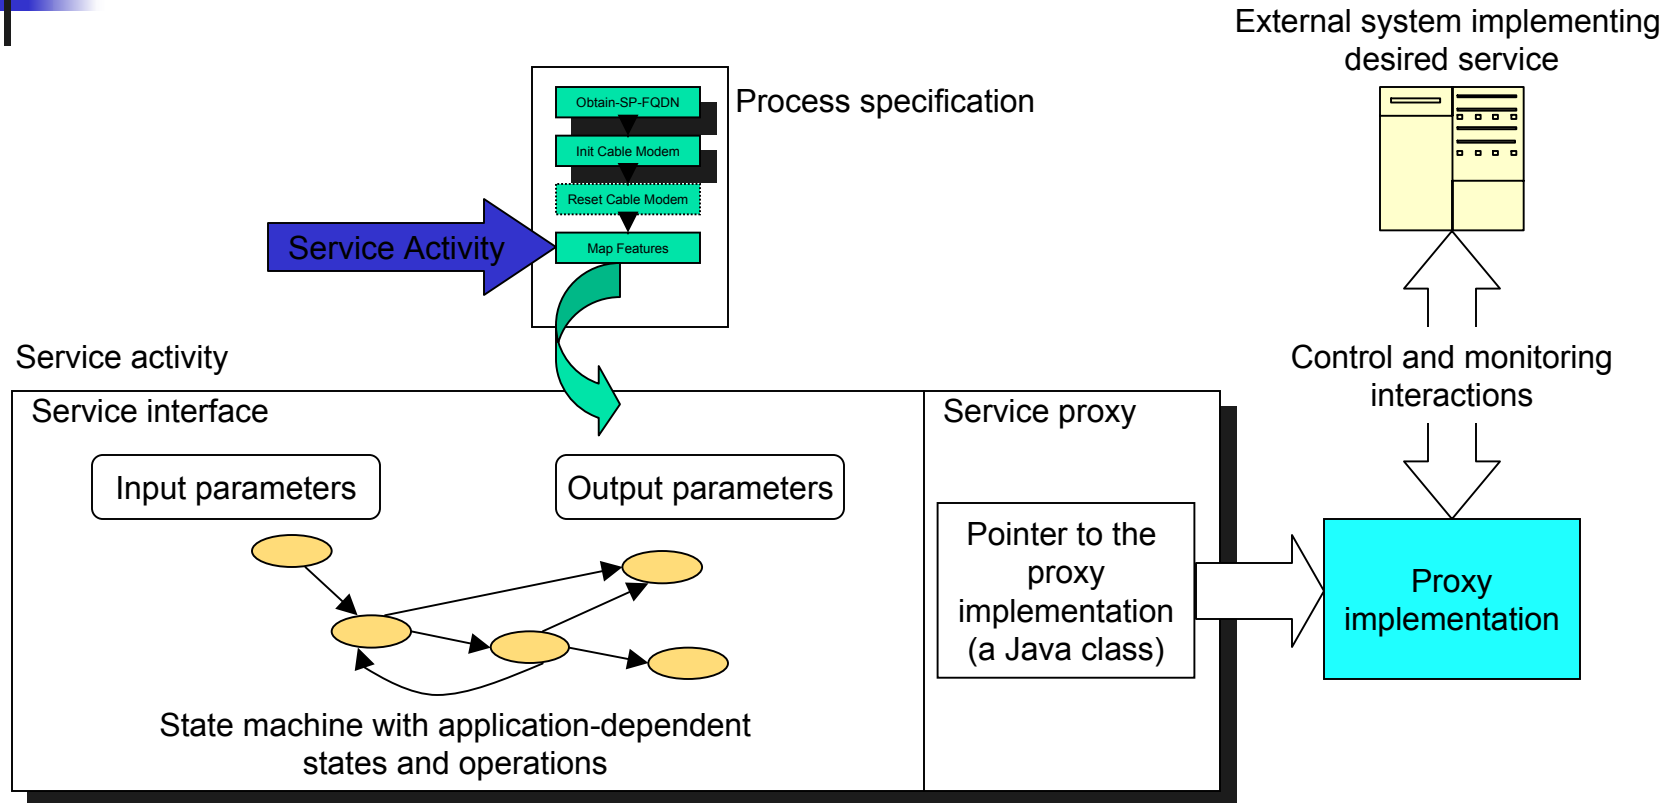 External system implementing
desired service
Process specification
Obtain-SP-FQDN
Init Cable Modem
Reset Cable Modem
Map Features
Service Activity
Control and monitoring
interactions
Service activity
Service interface
Input parameters
Output parameters
State machine with application-dependent
states and operations
Service proxy
Pointer to the
proxy
implementation
(a Java class)
Proxy
implementation